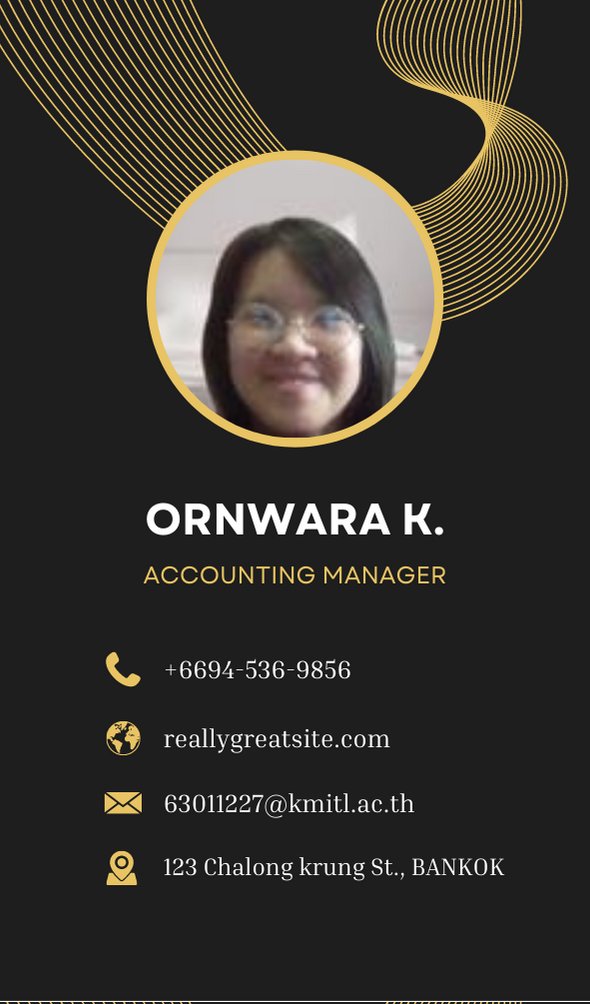 ORNWARA K.
ACCOUNTING MANAGER
+6694-536-9856
reallygreatsite.com
63011227@kmitl.ac.th
123 Chalong krung St., BANKOK